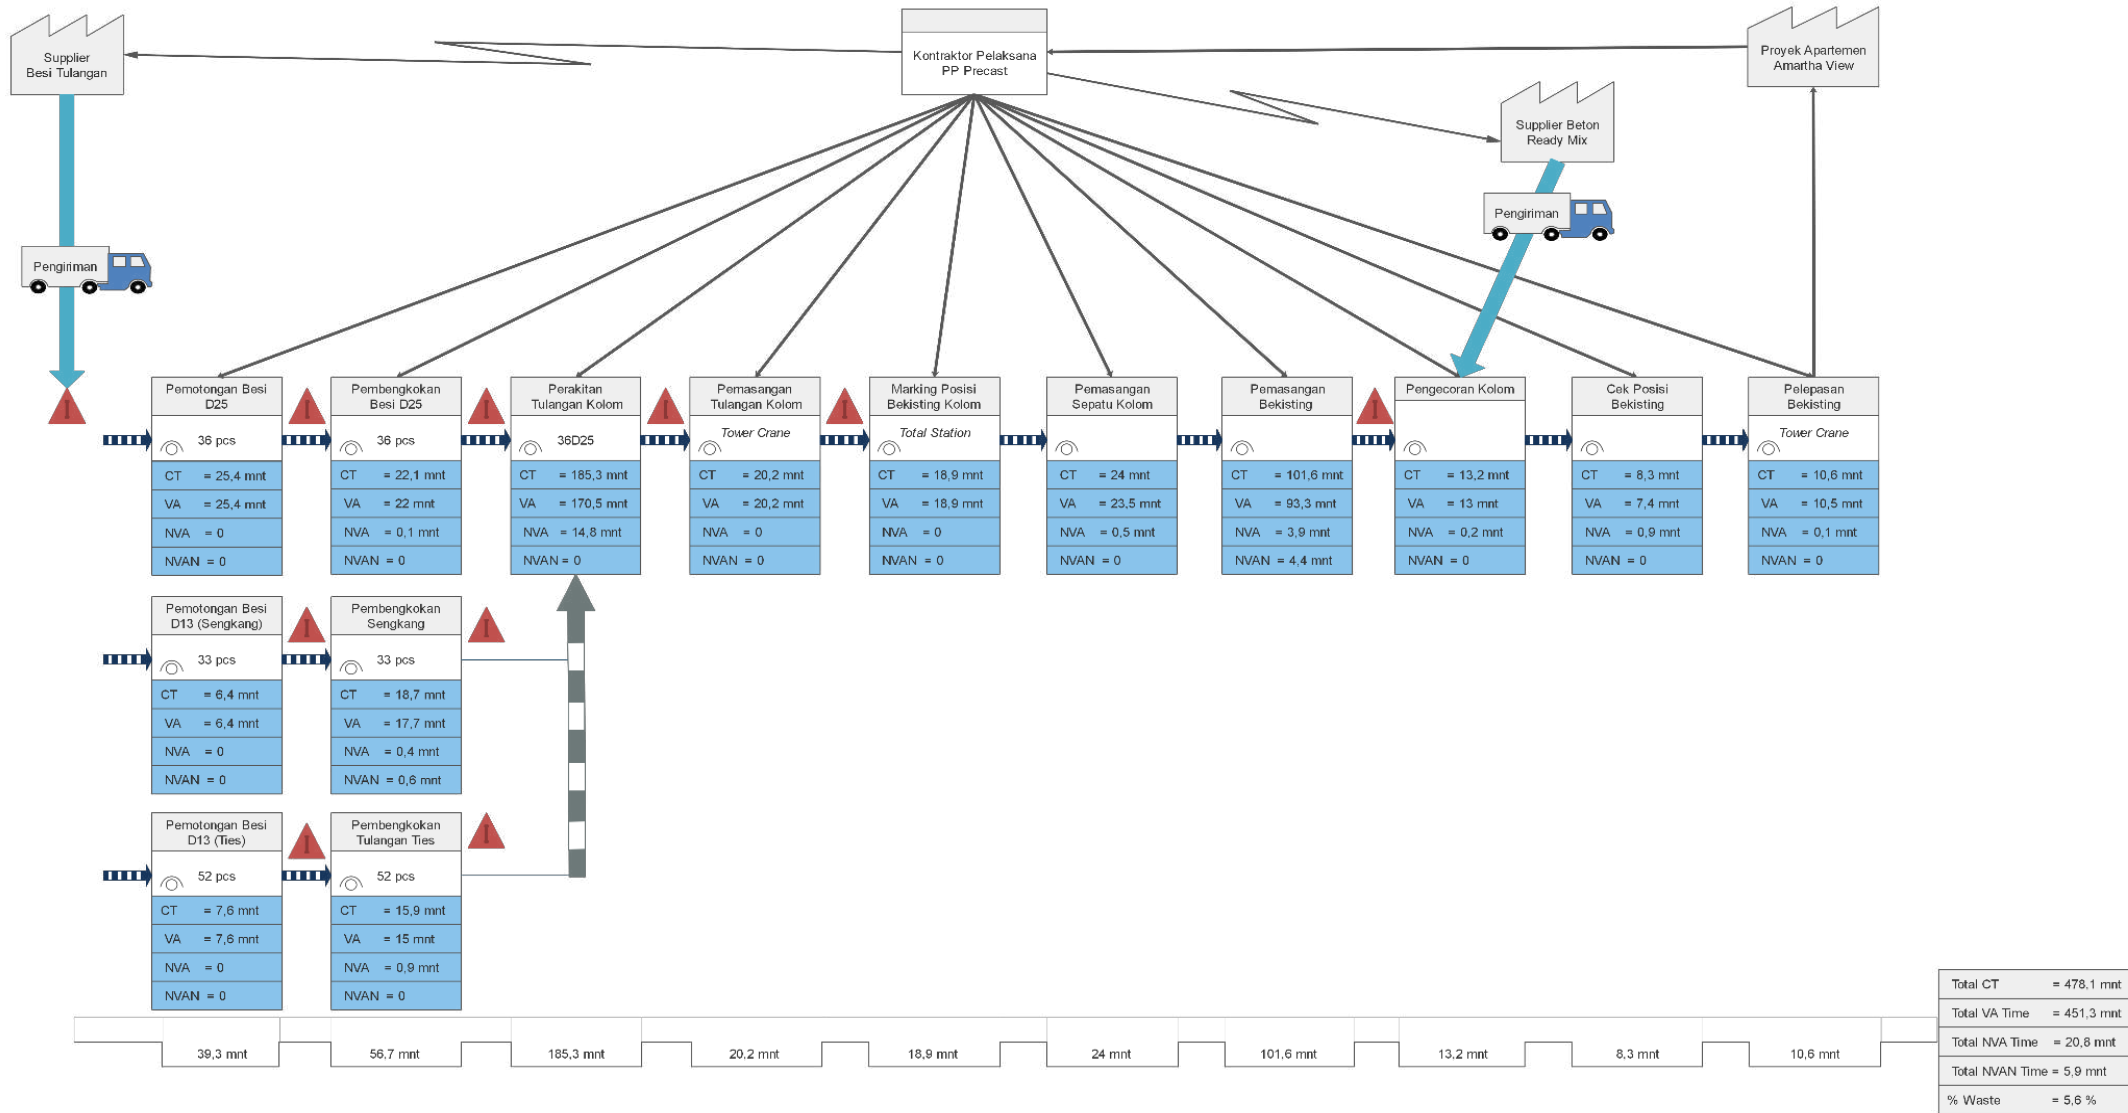 Supplier
Besi Tulangan
Kontraktor Pelaksana
PP Precast
Proyek Apartemen
Amartha View
Supplier Beton
Ready Mix
Pengiriman
Pengiriman
Pemotongan Besi
D25
36 pcs
CT = 25,4 mnt
VA = 25,4 mnt
NVA = 0
NVAN = 0
I
I
Pembengkokan
Besi D25
36 pcs
CT = 22,1 mnt
VA = 22 mnt
NVA = 0,1 mnt
NVAN = 0
I
Perakitan
Tulangan Kolom
36D25
CT = 185,3 mnt
VA = 170,5 mnt
NVA = 14,8 mnt
NVAN = 0
I
Pemasangan
Tulangan Kolom
Tower Crane
CT = 20,2 mnt
VA = 20,2 mnt
NVA = 0
NVAN = 0
I
Marking Posisi
Bekisting Kolom
Total Station
CT = 18,9 mnt
VA = 18,9 mnt
NVA = 0
NVAN = 0
Pemasangan
Sepatu Kolom
CT = 24 mnt
VA = 23,5 mnt
NVA = 0,5 mnt
NVAN = 0
Pemasangan
Bekisting
CT = 101,6 mnt
VA = 93,3 mnt
NVA = 3,9 mnt
NVAN = 4,4 mnt
I
Pengecoran Kolom
CT = 13,2 mnt
VA = 13 mnt
NVA = 0,2 mnt
NVAN = 0
Cek Posisi
Bekisting
CT = 8,3 mnt
VA = 7,4 mnt
NVA = 0,9 mnt
NVAN = 0
Pelepasan
Bekisting
Tower Crane
CT = 10,6 mnt
VA = 10,5 mnt
NVA = 0,1 mnt
NVAN = 0
Pemotongan Besi
D13 (Sengkang)
33 pcs
CT = 6,4 mnt
VA = 6,4 mnt
NVA = 0
NVAN = 0
I
Pembengkokan
Sengkang
33 pcs
CT = 18,7 mnt
VA = 17,7 mnt
NVA = 0,4 mnt
NVAN = 0,6 mnt
I
Pemotongan Besi
D13 (Ties)
52 pcs
CT = 7,6 mnt
VA = 7,6 mnt
NVA = 0
NVAN = 0
I
Pembengkokan
Tulangan Ties
52 pcs
CT = 15,9 mnt
VA = 15 mnt
NVA = 0,9 mnt
NVAN = 0
I
39,3 mnt
56,7 mnt
185,3 mnt
20,2 mnt
18,9 mnt
24 mnt
101,6 mnt
13,2 mnt
8,3 mnt
10,6 mnt
Total CT = 478,1 mnt
Total VA Time = 451,3 mnt
Total NVA Time = 20,8 mnt
Total NVAN Time = 5,9 mnt
% Waste = 5,6 %